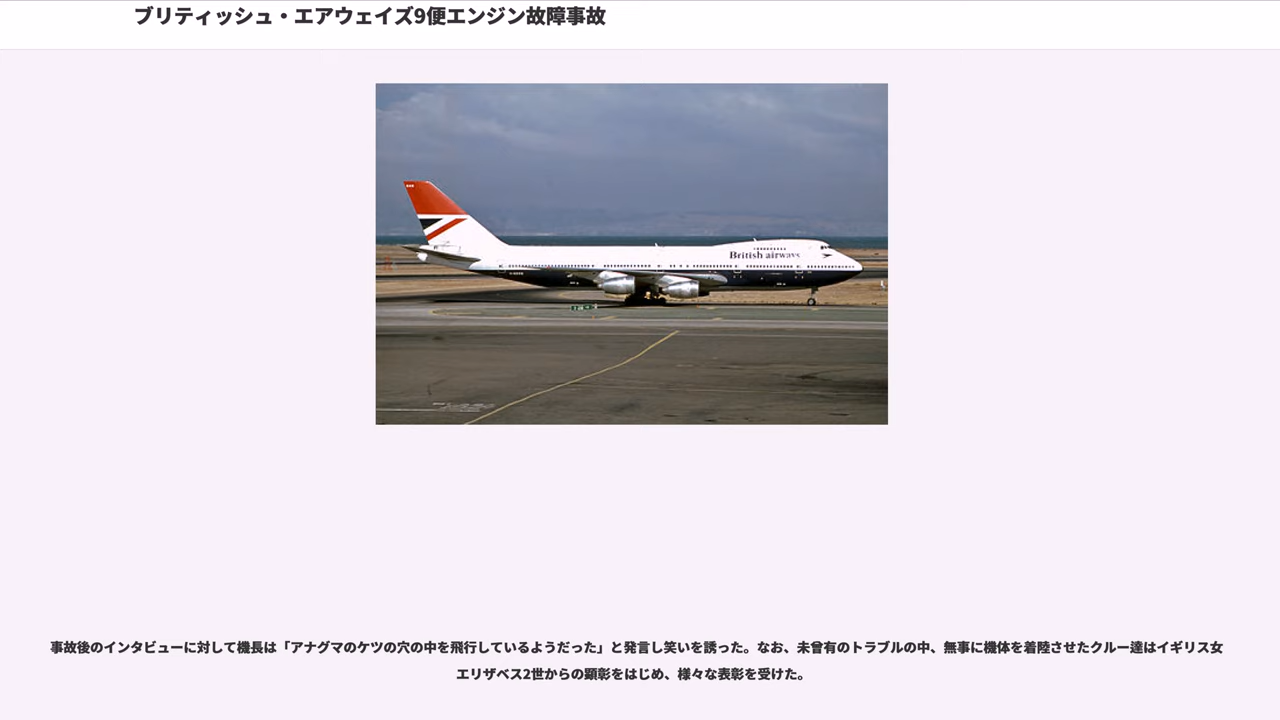 ブリティッシュ・エアウェイズ9便エンジン故障事故
British airways
事故後のインタビューに対して機長は「アナグマのケツの穴の中を飛行しているようだった」と発言し笑いを誘った。なお、未曾有のトラブルの中、無事に機体を着陸させたクルー達はイギリス女
エリザベス2世からの顕彰をはじめ、様々な表彰を受けた。